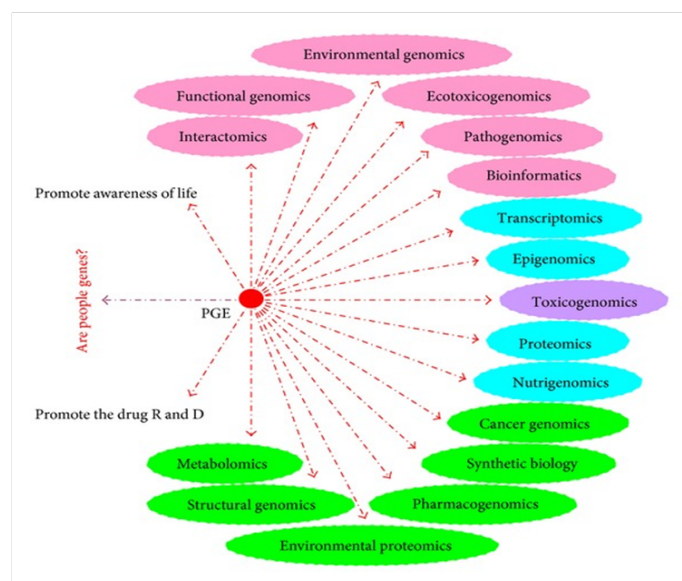 Environmental genomics
Functional genomics
Ecotoxicogenomics
Interactomics
Pathogenomics
Bioinformatics
Promote awareness of life
Transcriptomics
Epigenomics
Are people genes?
PGE
Toxicogenomics
Proteomics
Nutrigenomics
Promote the drug R and D
Cancer genomics
Metabolomics
Synthetic biology
Structural genomics
Pharmacogenomics
Environmental proteomics